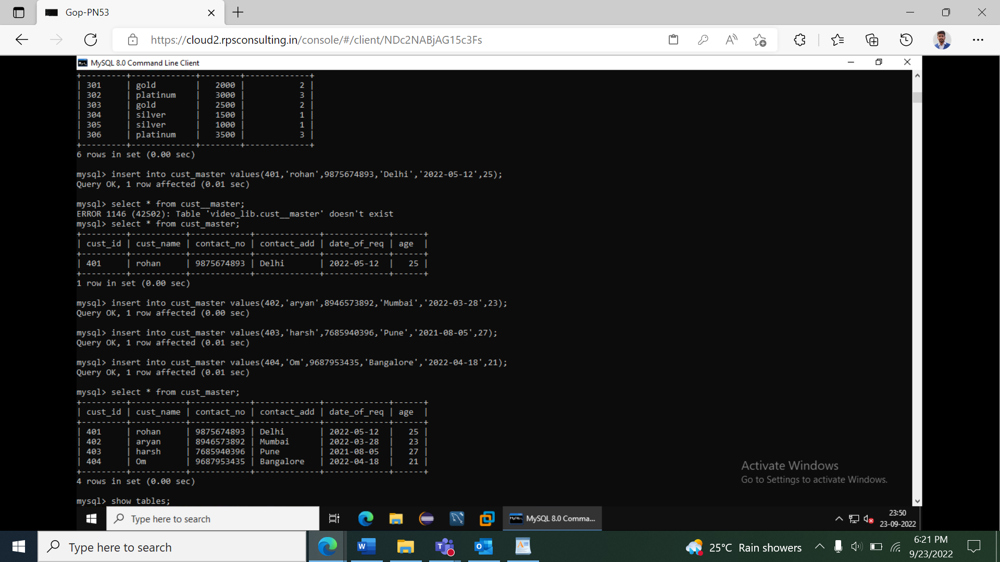 Gop-PN53
https://cloud2.rpsconsulting.in/console/#/client/NDc2NABjAG15c3Fs
MySQL 8.0 Command Line Client
+---------+-------------+--------+-------------+
| 301     | gold        |   2000 |           2 |
| 302     | platinum    |   3000 |           3 |
| 303     | gold        |   2500 |           2 |
| 304     | silver      |   1500 |           1 |
| 305     | silver      |   1000 |           1 |
| 306     | platinum    |   3500 |           3 |
+---------+-------------+--------+-------------+
6 rows in set (0.00 sec)
mysql> insert into cust_master values(401,'rohan',9875674893,'Delhi','2022-05-12',25);
Query OK, 1 row affected (0.01 sec)
mysql> select * from cust__master;
ERROR 1146 (42S02): Table 'video_lib.cust__master' doesn't exist
mysql> select * from cust_master;
+---------+-----------+------------+-------------+-------------+------+
| cust_id | cust_name | contact_no | contact_add | date_of_req | age  |
+---------+-----------+------------+-------------+-------------+------+
| 401     | rohan     | 9875674893 | Delhi       | 2022-05-12  |   25 |
+---------+-----------+------------+-------------+-------------+------+
1 row in set (0.00 sec)
mysql> insert into cust_master values(402,'aryan',8946573892,'Mumbai','2022-03-28',23);
Query OK, 1 row affected (0.00 sec)
mysql> insert into cust_master values(403,'harsh',7685940396,'Pune','2021-08-05',27);
Query OK, 1 row affected (0.01 sec)
mysql> insert into cust_master values(404,'Om',9687953435,'Bangalore','2022-04-18',21);
Query OK, 1 row affected (0.01 sec)
mysql> select * from cust_master;
+---------+-----------+------------+-------------+-------------+------+
| cust_id | cust_name | contact_no | contact_add | date_of_req | age  |
+---------+-----------+------------+-------------+-------------+------+
| 401     | rohan     | 9875674893 | Delhi       | 2022-05-12  |   25 |
| 402     | aryan     | 8946573892 | Mumbai      | 2022-03-28  |   23 |
| 403     | harsh     | 7685940396 | Pune        | 2021-08-05  |   27 |
| 404     | Om        | 9687953435 | Bangalore   | 2022-04-18  |   21 |
+---------+-----------+------------+-------------+-------------+------+
4 rows in set (0.00 sec)
mysql> show tables;
Activate Windows
Go to Settings to activate Windows.
Type here to search
MySQL 8.0 Comma...
23:50
23-09-2022
Type here to search
25°C Rain showers
6:21 PM
9/23/2022